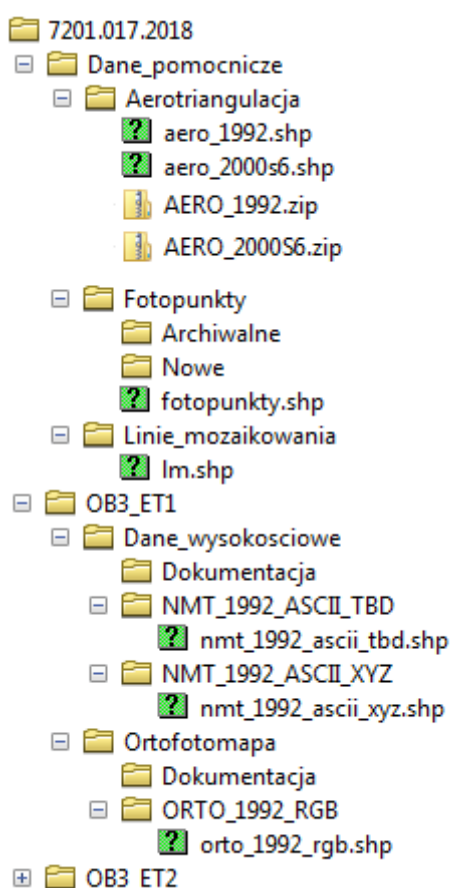 7201.017.2018
Dane_pomocnicze
Aerotriangulacja
aero_1992.shp
aero_2000s6.shp
AERO_1992.zip
AERO_2000S6.zip
Fotopunkty
Archiwalne
Nowe
fotopunkty.shp
Linie_mozaikowania
lm.shp
OB3_ET1
Dane_wysokosciowe
Dokumentacja
NMT_1992_ASCII_TBD
nmt_1992_ascii_tbd.shp
NMT_1992_ASCII_XYZ
nmt_1992_ascii_xyz.shp
Ortofotomapa
Dokumentacja
ORTO_1992_RGB
orto_1992_rgb.shp
OB3_ET2